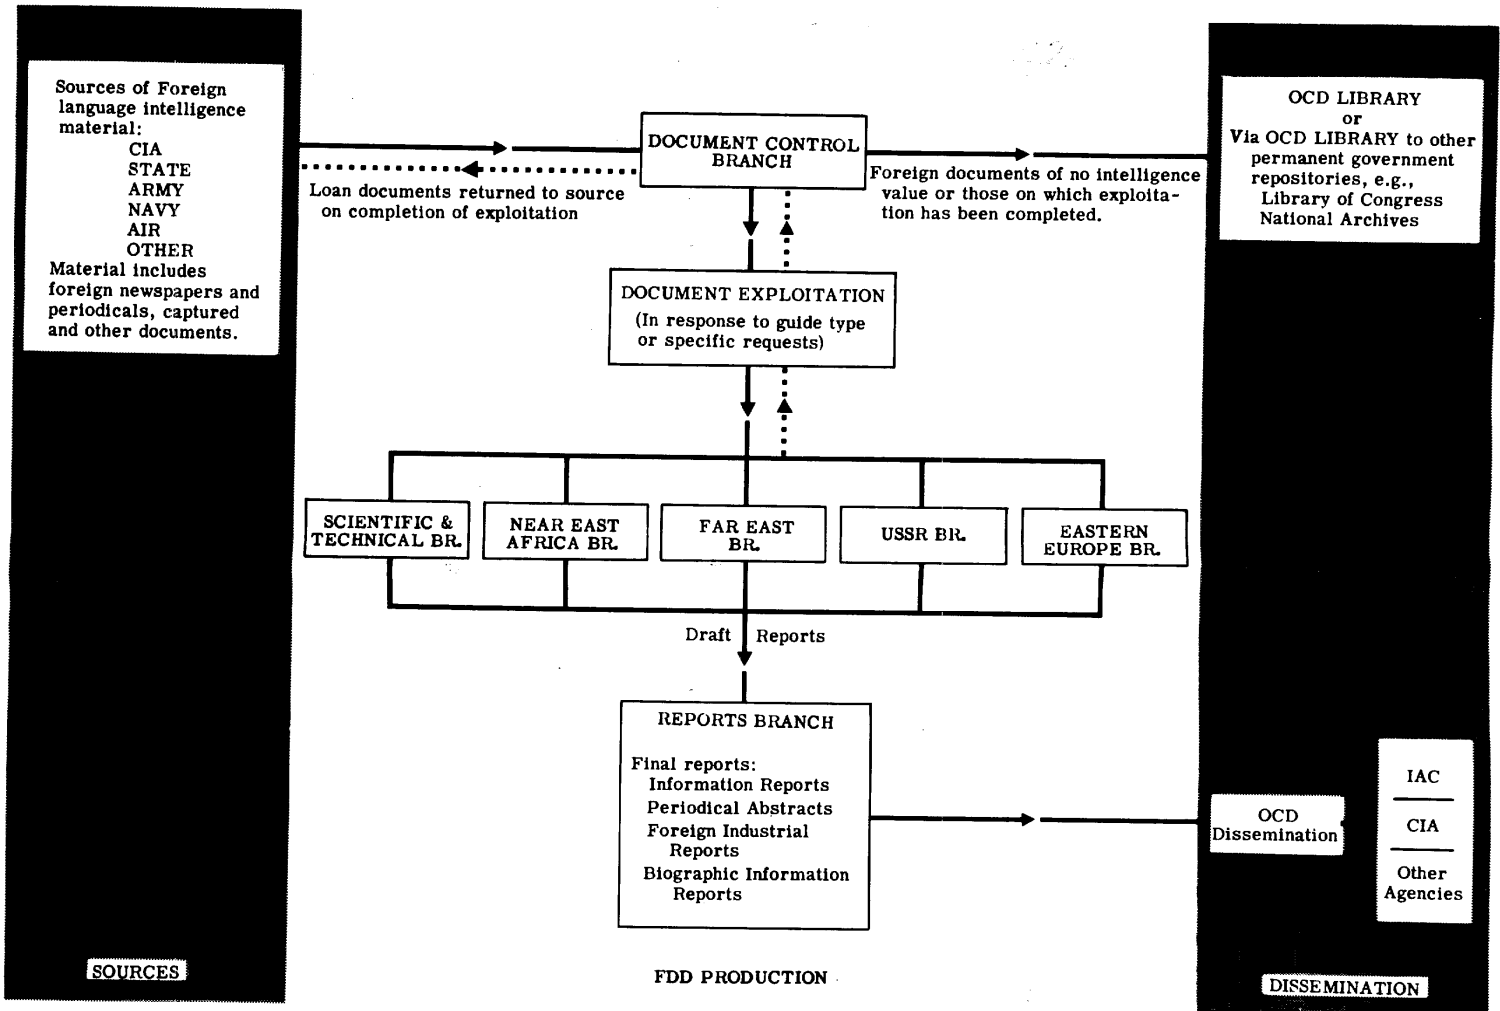 Sources of Foreign
language intelligence
material:
CIA
STATE
ARMY
NAVY
AIR
OTHER
Material includes
foreign newspapers and
periodicals, captured
and other documents.
SOURCES
DOCUMENT CONTROL
BRANCH
Loan documents returned to source
on completion of exploitation
Foreign documents of no intelligence
value or those on which exploita-
tion has been completed.
OCD LIBRARY
or
Via OCD LIBRARY to other
permanent government
repositories, e.g.,
Library of Congress
National Archives
DOCUMENT EXPLOITATION
(In response to guide type
or specific requests)
SCIENTIFIC &
TECHNICAL BR.
NEAR EAST
AFRICA BR.
FAR EAST
BR.
USSR BR.
EASTERN
EUROPE BR.
Draft Reports
REPORTS BRANCH
Final reports:
Information Reports
Periodical Abstracts
Foreign Industrial
Reports
Biographic Information
Reports
OCD
Dissemination
IAC
CIA
Other
Agencies
FDD PRODUCTION
DISSEMINATION